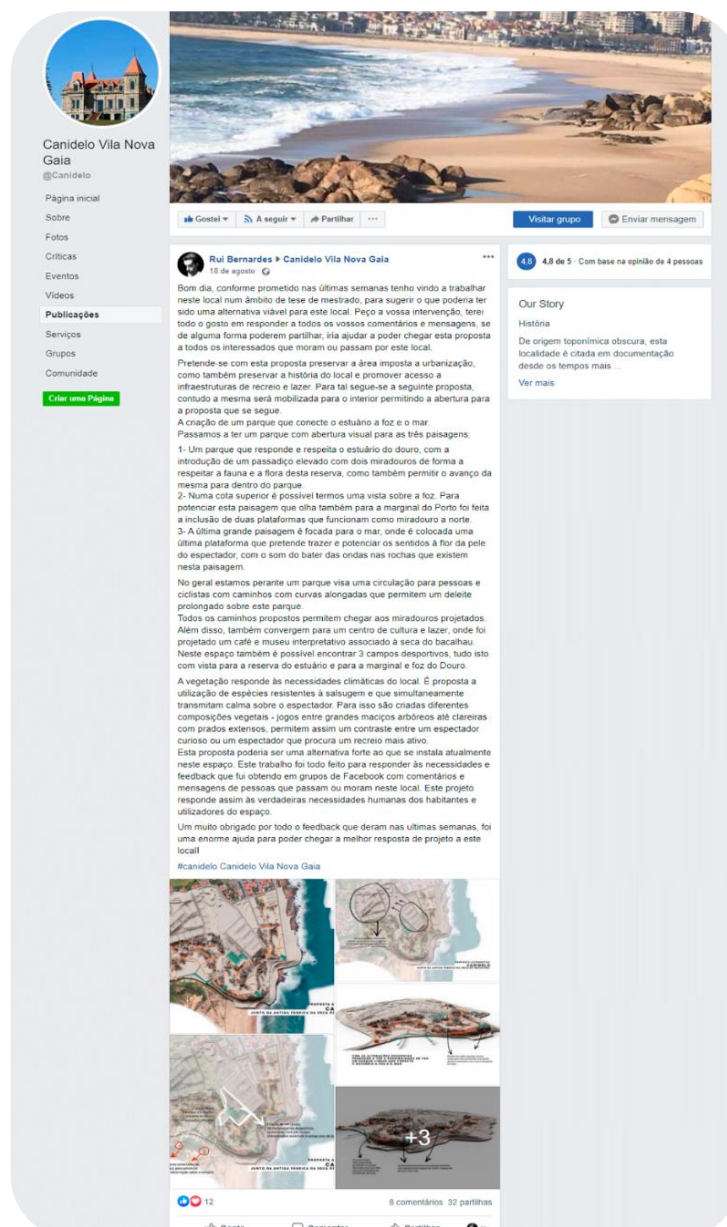 Canidelo Vila Nova
Gaia
@Canidelo
Página inicial
Sobre
Fotos
Críticas
Eventos
Vídeos
Publicações
Serviços
Grupos
Comunidade
Criar uma Página
Gostei
A seguir
Partilhar
Visitar grupo
Enviar mensagem
Rui Bernardes ▸ Canidelo Vila Nova Gaia
18 de agosto
Bom dia, conforme prometido nas últimas semanas tenho vindo a trabalhar
neste local num âmbito de tese de mestrado, para sugerir o que poderia ter
sido uma alternativa viável para este local. Peço a vossa intervenção, terei
todo o gosto em responder a todos os vossos comentários e mensagens, se
de alguma forma poderem partilhar, iria ajudar a poder chegar esta proposta
a todos os interessados que moram ou passam por este local.
Pretende-se com esta proposta preservar a área imposta a urbanização,
como também preservar a história do local e promover acesso a
infraestruturas de recreio e lazer. Para tal segue-se a seguinte proposta,
contudo a mesma será mobilizada para o interior permitindo a abertura para
a proposta que se segue.
A criação de um parque que conecte o estuário a foz e o mar.
Passamos a ter um parque com abertura visual para as três paisagens:
1- Um parque que responde e respeita o estuário do douro, com a
introdução de um passadiço elevado com dois miradouros de forma a
respeitar a fauna e a flora desta reserva, como também permitir o avanço da
mesma para dentro do parque.
2- Numa cota superior é possível termos uma vista sobre a foz. Para
potenciar esta paisagem que olha também para a marginal do Porto foi feita
a inclusão de duas plataformas que funcionam como miradouro a norte.
3- A última grande paisagem é focada para o mar, onde é colocada uma
última plataforma que pretende trazer e potenciar os sentidos à flor da pele
do espectador, com o som do bater das ondas nas rochas que existem
nesta paisagem.
No geral estamos perante um parque visa uma circulação para pessoas e
ciclistas com caminhos com curvas alongadas que permitem um deleite
prolongado sobre este parque.
Todos os caminhos propostos permitem chegar aos miradouros projetados.
Além disso, também convergem para um centro de cultura e lazer, onde foi
projetado um café e museu interpretativo associado à seca do bacalhau.
Neste espaço também é possível encontrar 3 campos desportivos, tudo isto
com vista para a reserva do estuário e para a marginal e foz do Douro.
A vegetação responde às necessidades climáticas do local. É proposta a
utilização de espécies resistentes à salsugem e que simultaneamente
transmitam calma sobre o espectador. Para isso são criadas diferentes
composições vegetais - jogos entre grandes maciços arbóreos até clareiras
com prados extensos, permitem assim um contraste entre um espectador
curioso ou um espectador que procura um recreio mais ativo.
Esta proposta poderia ser uma alternativa forte ao que se instala atualmente
neste espaço. Este trabalho foi todo feito para responder às necessidades e
feedback que fui obtendo em grupos de Facebook com comentários e
mensagens de pessoas que passam ou moram neste local. Este projeto
responde assim às verdadeiras necessidades humanas dos habitantes e
utilizadores do espaço.
Um muito obrigado por todo o feedback que deram nas ultimas semanas, foi
uma enorme ajuda para poder chegar a melhor resposta de projeto a este
local!
#canidelo Canidelo Vila Nova Gaia
+3
12
8 comentários 32 partilhas
4,8
4,8 de 5 · Com base na opinião de 4 pessoas
Our Story
História
De origem toponímica obscura, esta
localidade é citada em documentação
desde os tempos mais ...
Ver mais